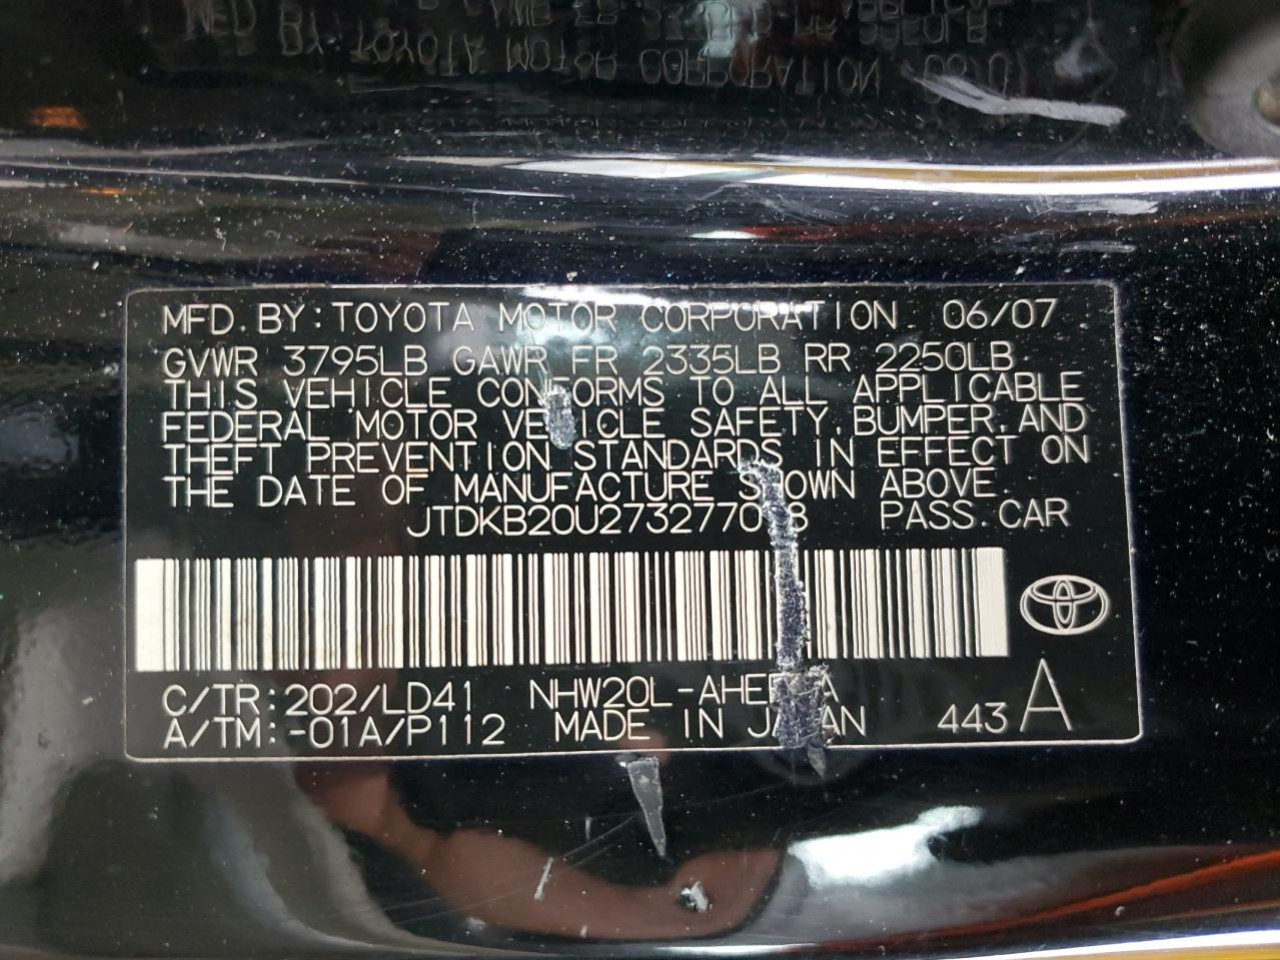 MFD. BY: TOYOTA MOTOR CORPORATION 06/07
GVWR 3795LB GAWR FR 2335LB RR 2250LB
THIS VEHICLE CONFORMS TO ALL APPLICABLE
FEDERAL MOTOR VEHICLE SAFETY, BUMPER, AND
THEFT PREVENTION STANDARDS IN EFFECT ON
THE DATE OF MANUFACTURE SHOWN ABOVE.
PASS. CAR
C/TR: 202/LD41
A/TM: -01A/P112 MADE IN JAPAN 443 A